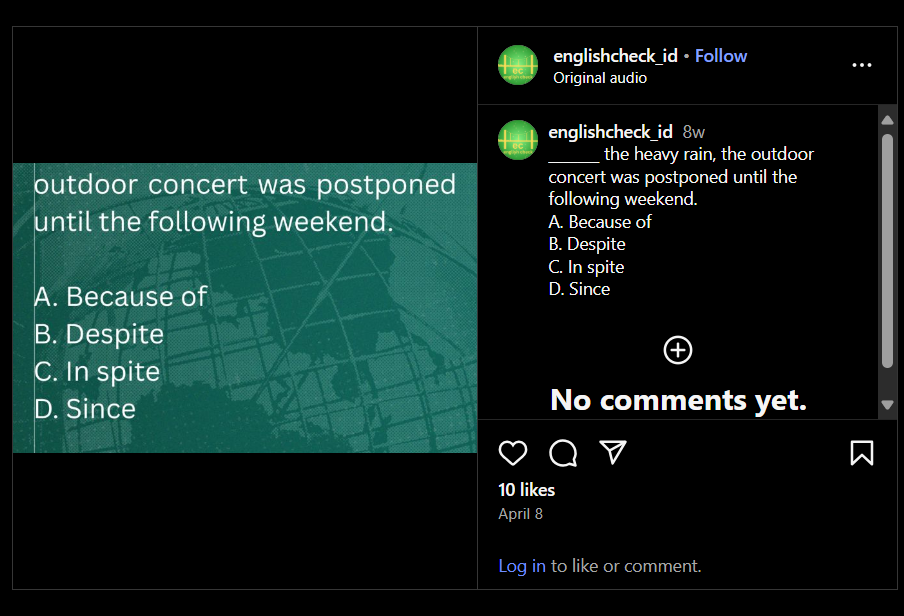 outdoor concert was postponed
until the following weekend.
A. Because of
B. Despite
C. In spite
D. Since
englishcheck_id • Follow
Original audio
englishcheck_id 8w
______ the heavy rain, the outdoor
concert was postponed until the
following weekend.
A. Because of
B. Despite
C. In spite
D. Since
No comments yet.
10 likes
April 8
Log in to like or comment.